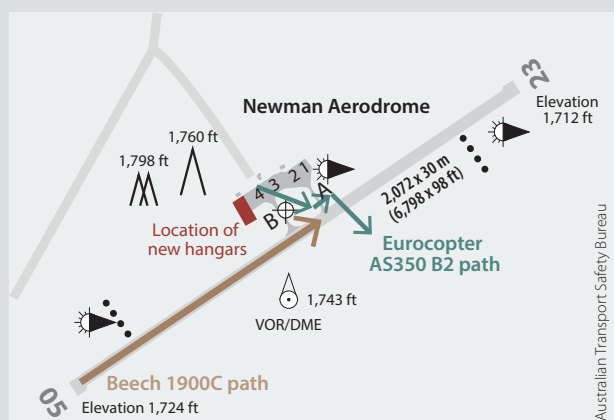 23
Newman Aerodrome
Elevation
1,712 ft
1,760 ft
1,798 ft
2,072 x 30 m
(6,798 x 98 ft)
4 3 2 1
A
B
Location of
new hangars
Eurocopter
AS350 B2 path
1,743 ft
VOR/DME
Beech 1900C path
05
Elevation 1,724 ft
Australian Transport Safety Bureau